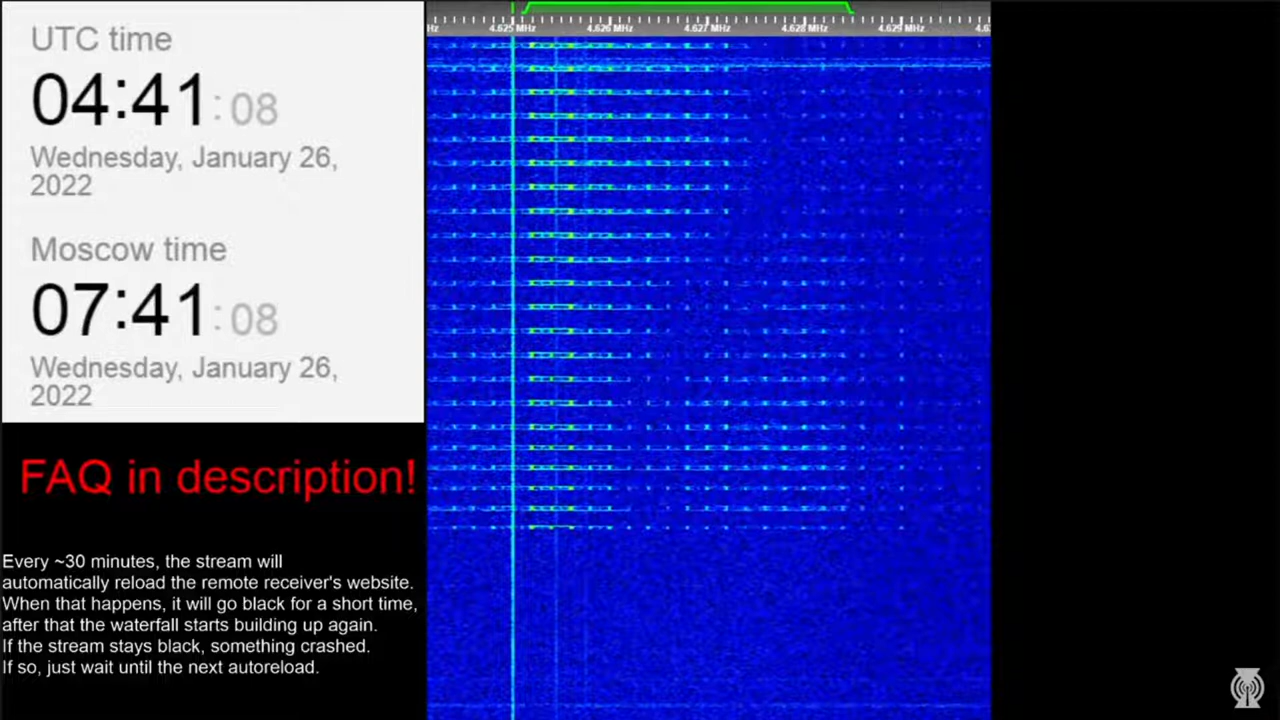 UTC time
04:41:08
Wednesday, January 26,
2022
Moscow time
07:41:08
Wednesday, January 26,
2022
FAQ in description!
Every ~30 minutes, the stream will
automatically reload the remote receiver's website.
When that happens, it will go black for a short time,
after that the waterfall starts building up again.
If the stream stays black, something crashed.
If so, just wait until the next autoreload.
Hz 4.625 MHz 4.626 MHz 4.627 MHz 4.628 MHz 4.629 MHz 4.63